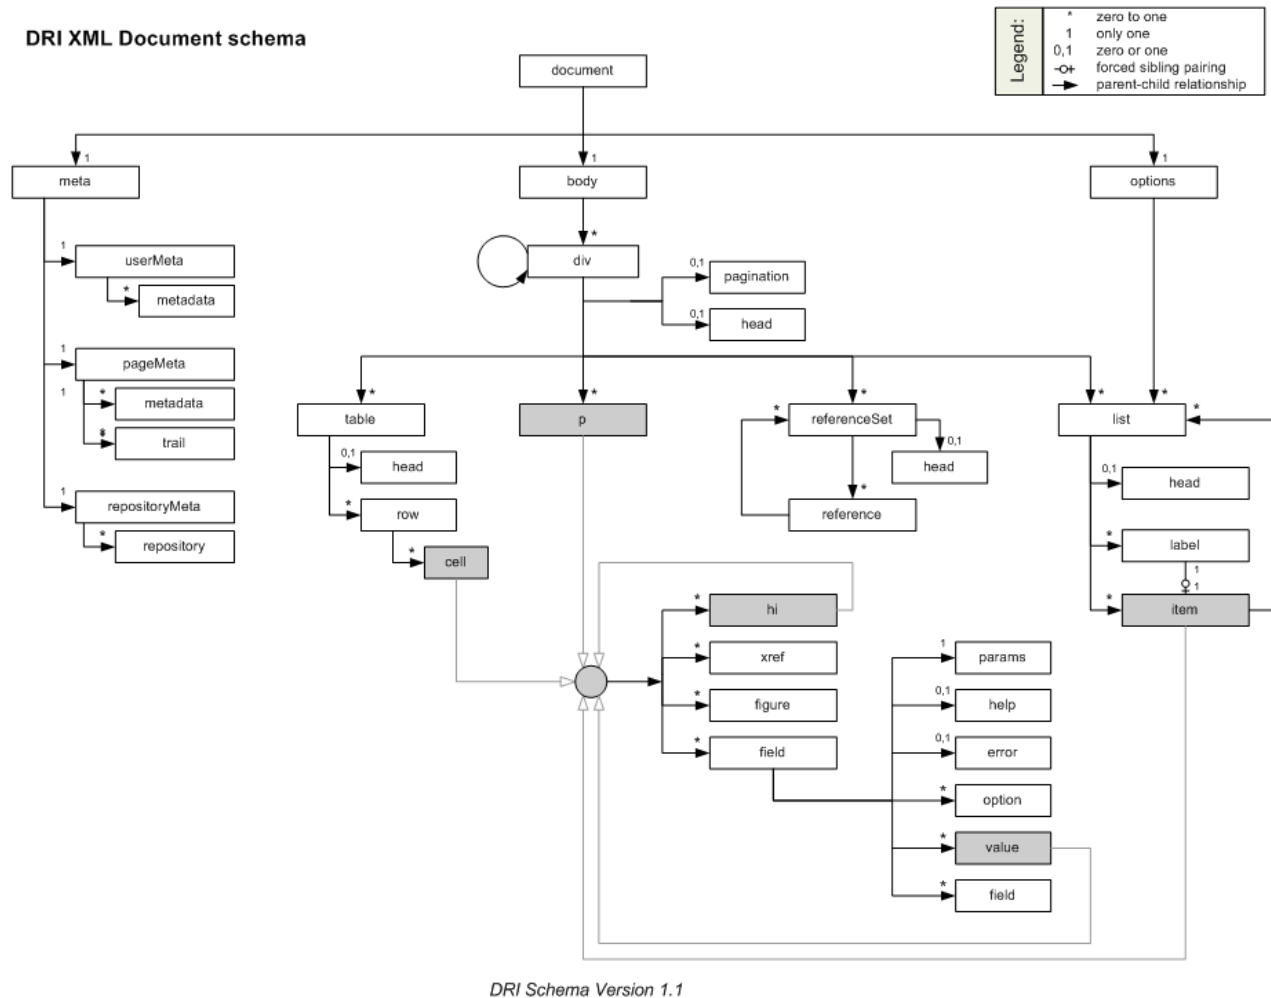 DRI XML Document schema
Legend:
* zero to one
1 only one
0,1 zero or one
forced sibling pairing
parent-child relationship
document
1 1 1
meta body options
1 *
userMeta div
0,1 pagination
* metadata
0,1 head
1 pageMeta
1 * metadata
* trail
* * * * * *
table p referenceSet list
0,1 head
0,1 head
0,1 head
1 repositoryMeta
* repository
* row
* reference
* label
* cell
1
1
* hi
* item
* xref
1 params
* figure
0,1 help
* field
0,1 error
* option
* value
* field
DRI Schema Version 1.1